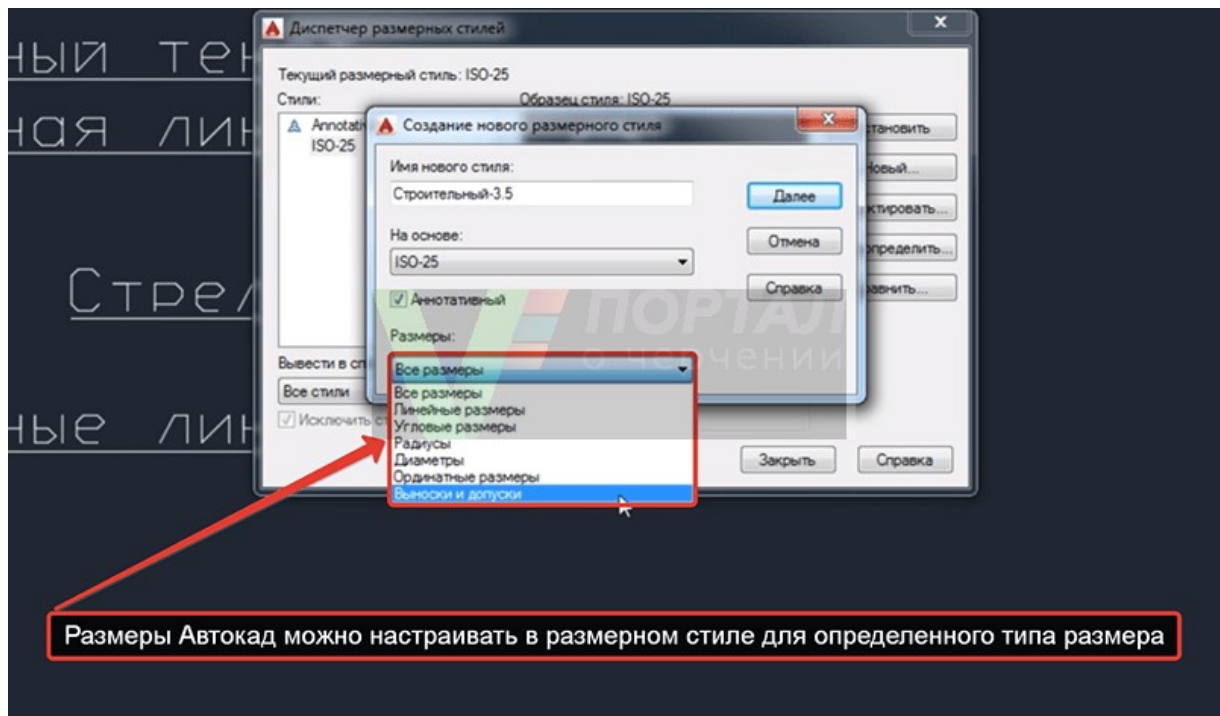 ный тек
ная лин
Стрел
ные лин
Диспетчер размерных стилей
Текущий размерный стиль: ISO-25
Стили:
Образец стиля: ISO-25
Annotativ
ISO-25
Создание нового размерного стиля
Имя нового стиля:
Строительный-3.5
На основе:
ISO-25
Аннотативный
Размеры:
Все размеры
Все размеры
Линейные размеры
Угловые размеры
Радиусы
Диаметры
Ординатные размеры
Выноски и допуски
Далее
Отмена
Справка
становить
Новый...
ктировать...
определить...
авнить...
ПОРТАЛ
о черчении
Вывести в сп
Все стили
Исключить ст
Закрыть
Справка
Размеры Автокад можно настраивать в размерном стиле для определенного типа размера